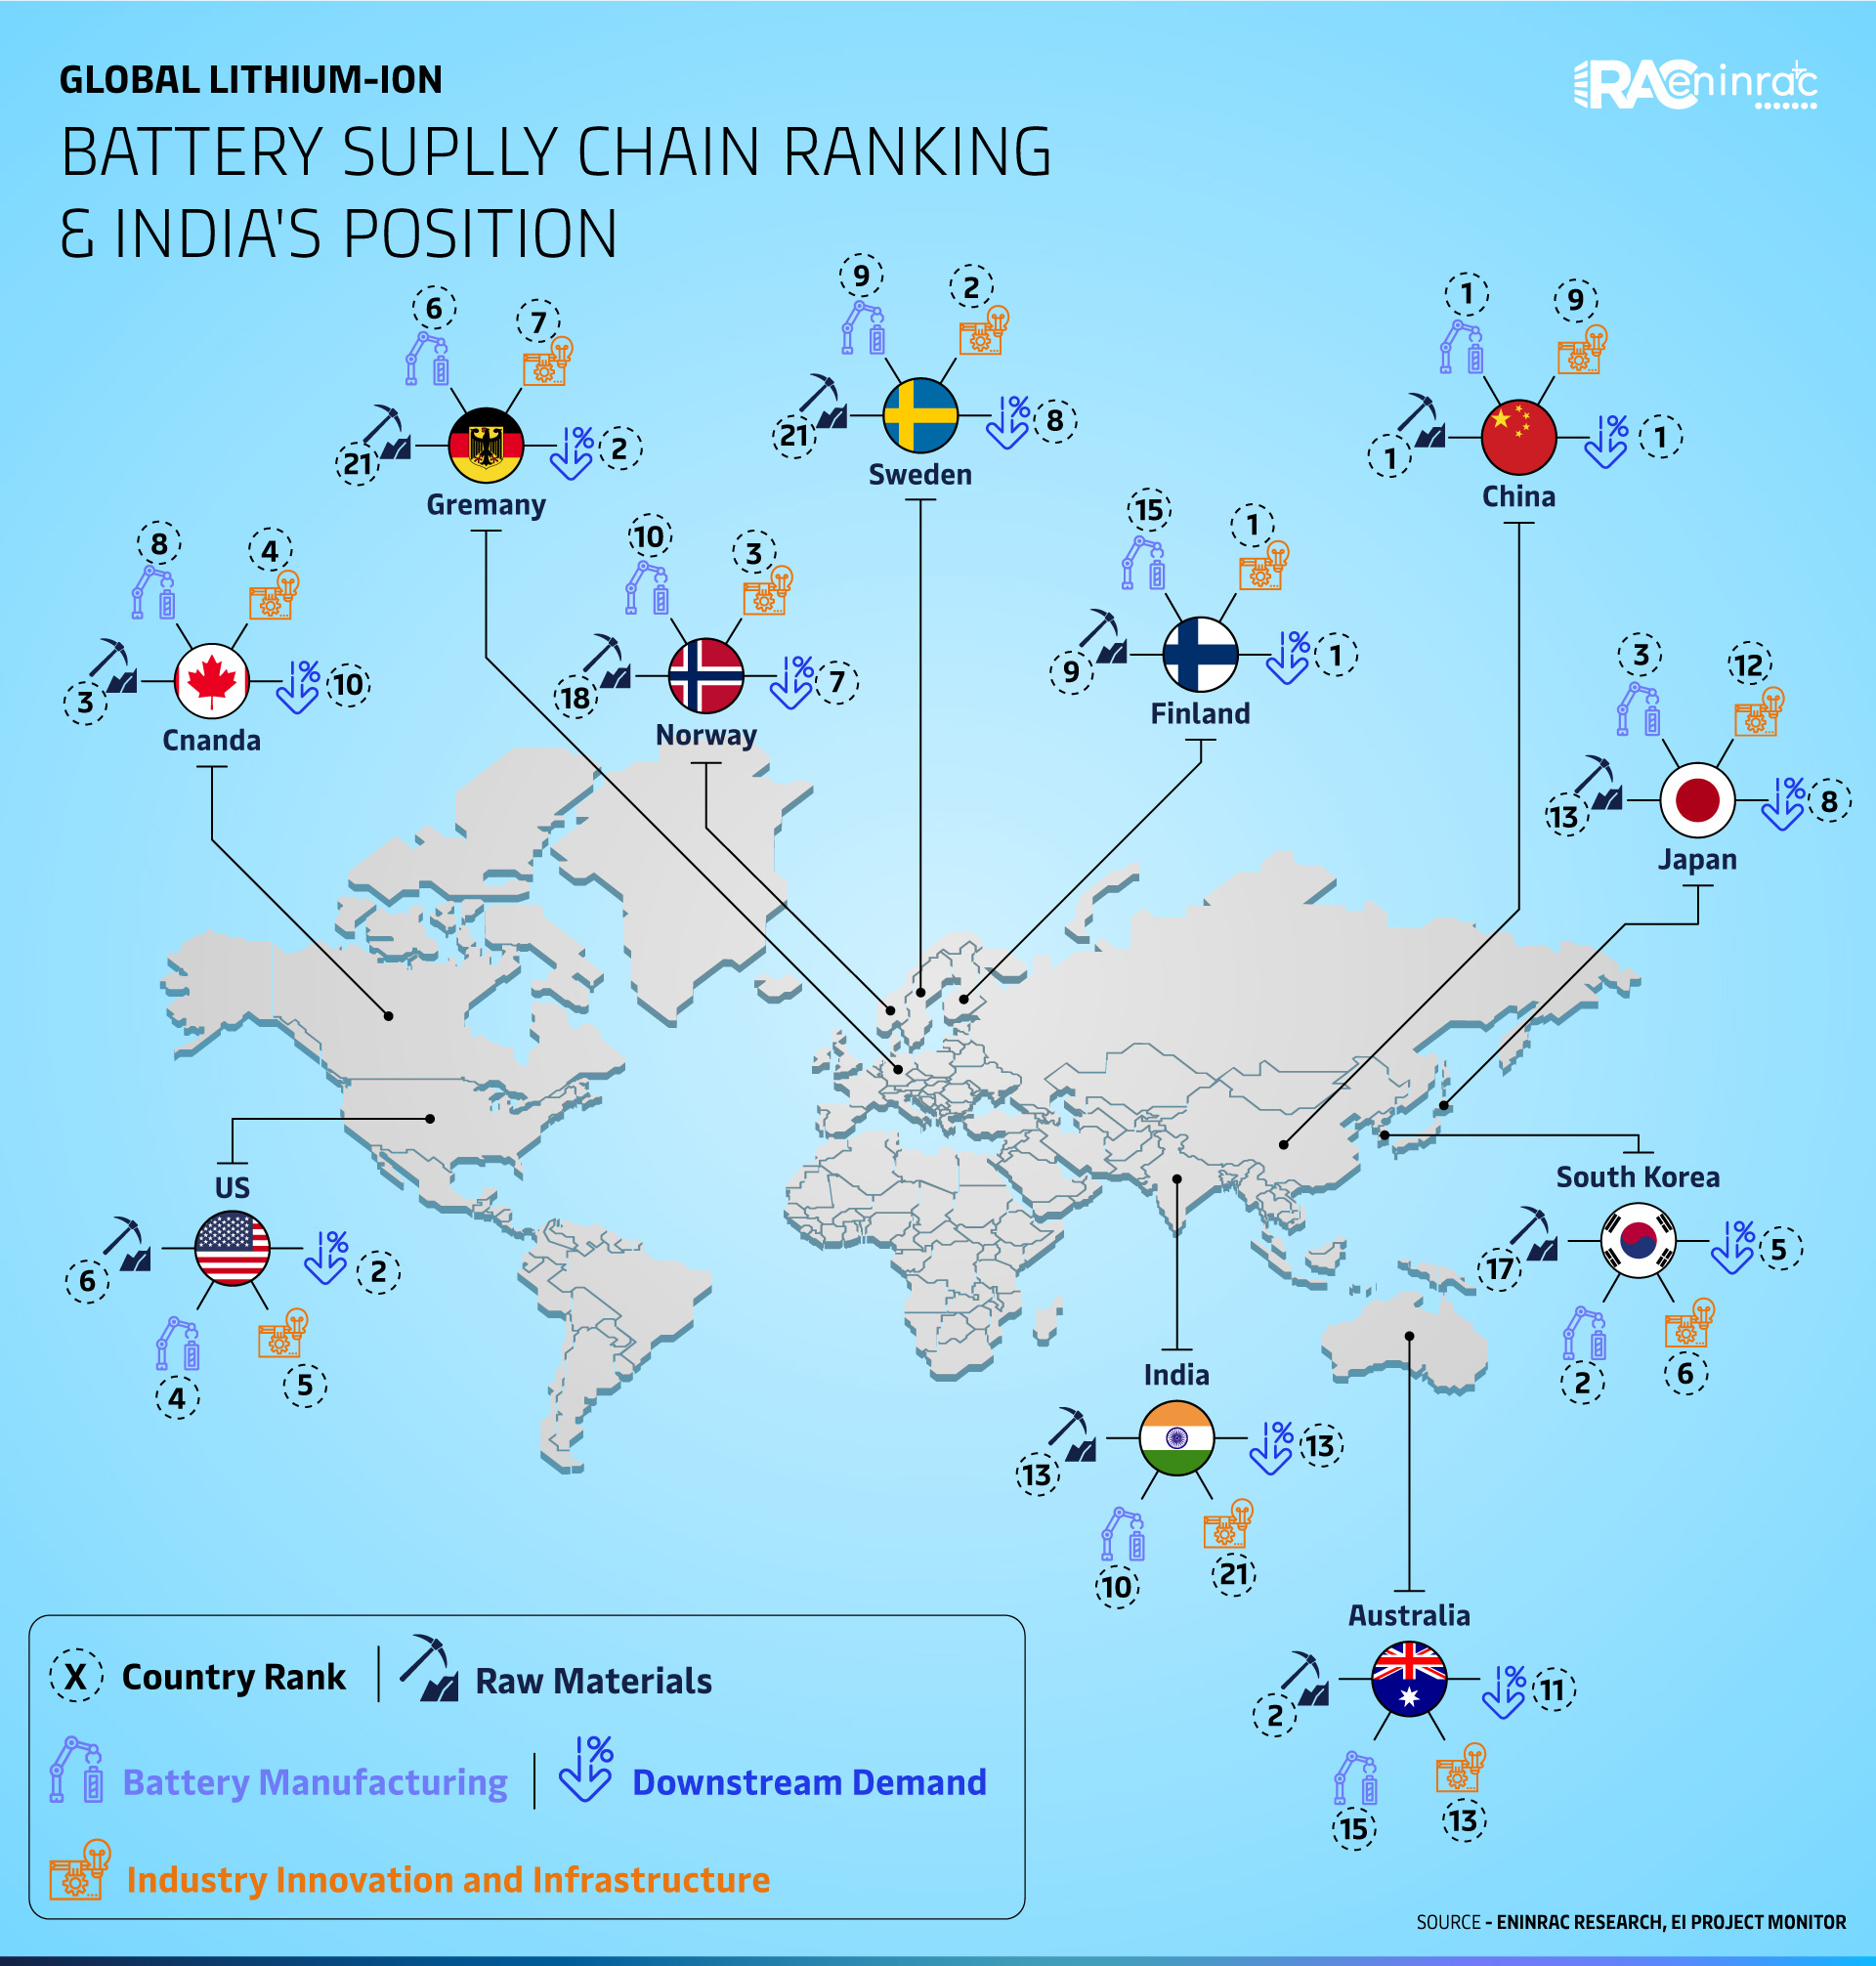 GLOBAL LITHIUM-ION
BATTERY SUPLLY CHAIN RANKING
& INDIA'S POSITION
RACeninrac
6
7
21
2
Gremany
9
2
21
8
Sweden
1
9
1
1
China
8
4
3
10
Cnanda
10
3
18
7
Norway
15
1
9
1
Finland
3
12
13
8
Japan
US
6
2
4
5
South Korea
17
5
2
6
India
13
13
10
21
Australia
2
11
15
13
X Country Rank
Raw Materials
Battery Manufacturing
Downstream Demand
Industry Innovation and Infrastructure
SOURCE - ENINRAC RESEARCH, EI PROJECT MONITOR